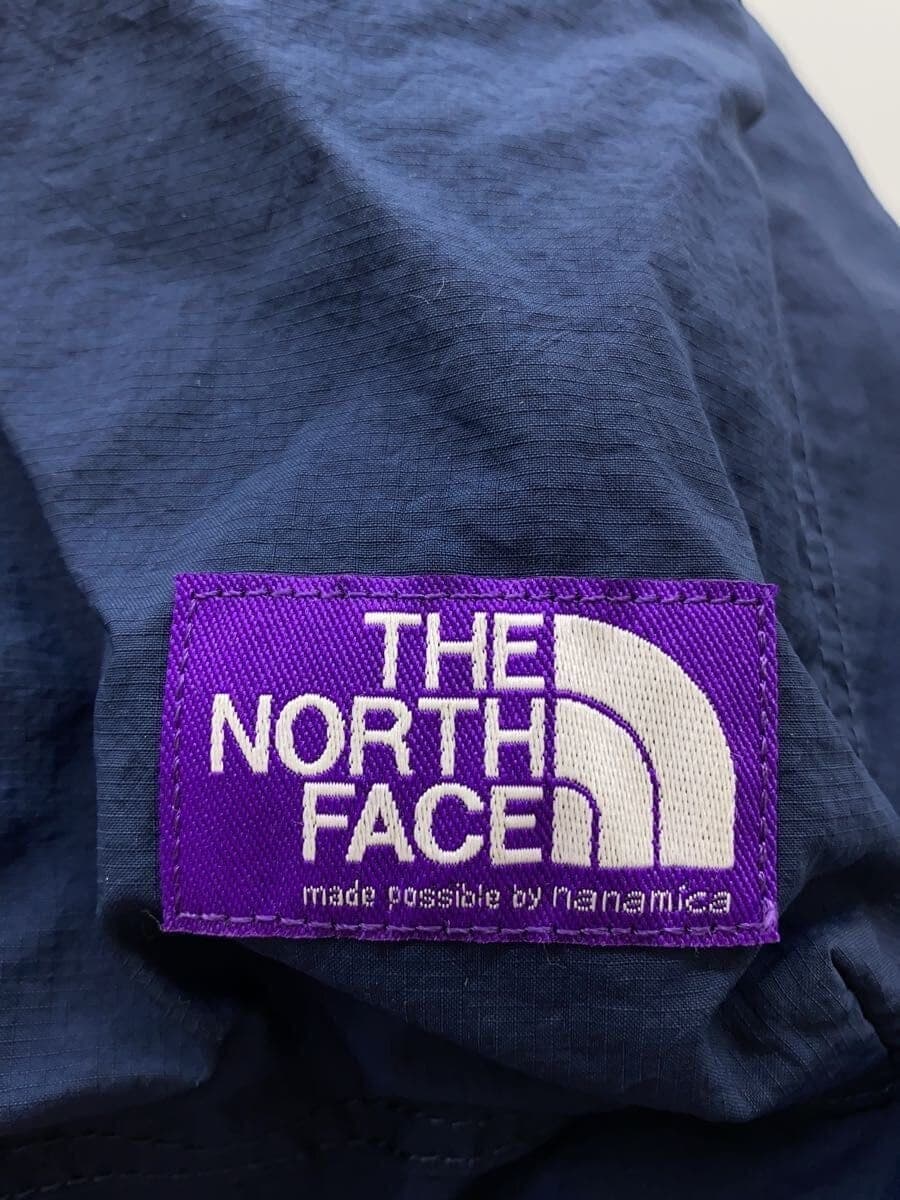 THE
NORTH
FACE
made possible by nanamica